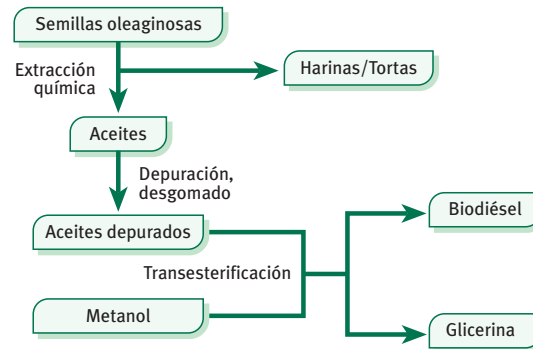 Semillas oleaginosas
Extracción
química
Harinas/Tortas
Aceites
Depuración,
desgomado
Biodiésel
Aceites depurados
Transesterificación
Metanol
Glicerina